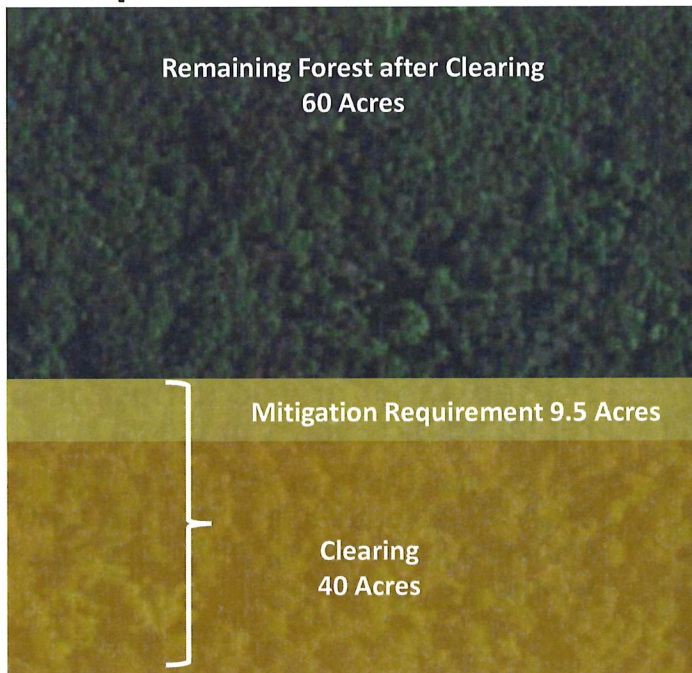 Remaining Forest after Clearing
60 Acres
Mitigation Requirement 9.5 Acres
Clearing
40 Acres